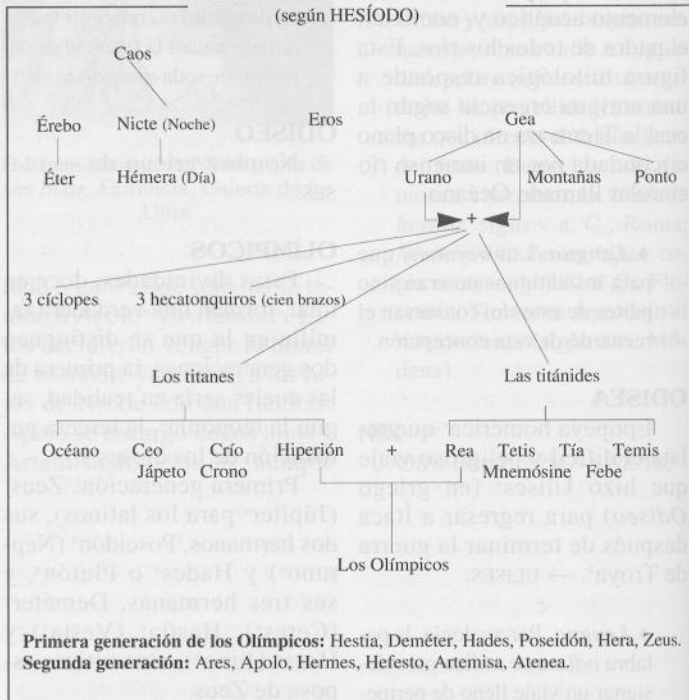 (según HESÍODO)
Caos
Érebo Nicte (Noche) Eros Gea
Éter Hémera (Día) Urano Montañas Ponto
+
3 cíclopes 3 hecatonquiros (cien brazos)
Los titanes Las titánides
Océano Ceo Crío Hiperión + Rea Tetis Tía Temis
Jápeto Crono Mnemósine Febe
Los Olímpicos
Primera generación de los Olímpicos: Hestia, Deméter, Hades, Poseidón, Hera, Zeus.
Segunda generación: Ares, Apolo, Hermes, Hefesto, Artemisa, Atenea.